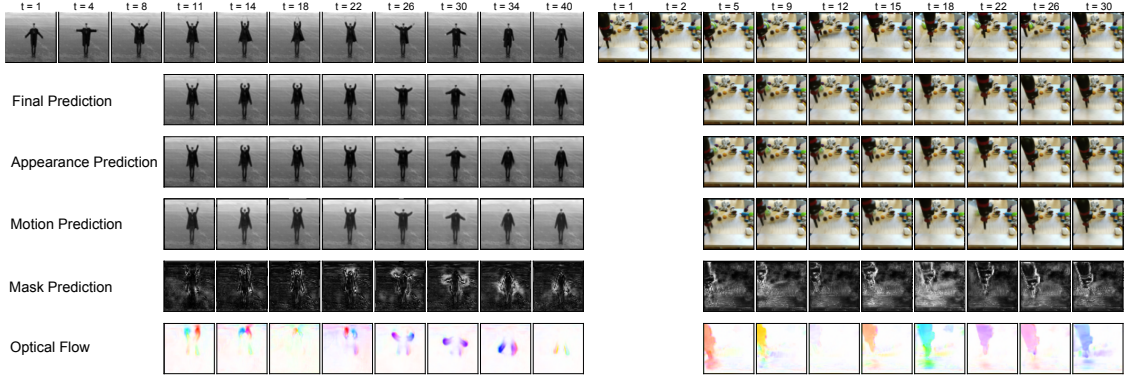 t = 1 t = 4 t = 8 t = 11 t = 14 t = 18 t = 22 t = 26 t = 30 t = 34 t = 40 t = 1 t = 2 t = 5 t = 9 t = 12 t = 15 t = 18 t = 22 t = 26 t = 30
Final Prediction
Appearance Prediction
Motion Prediction
Mask Prediction
Optical Flow